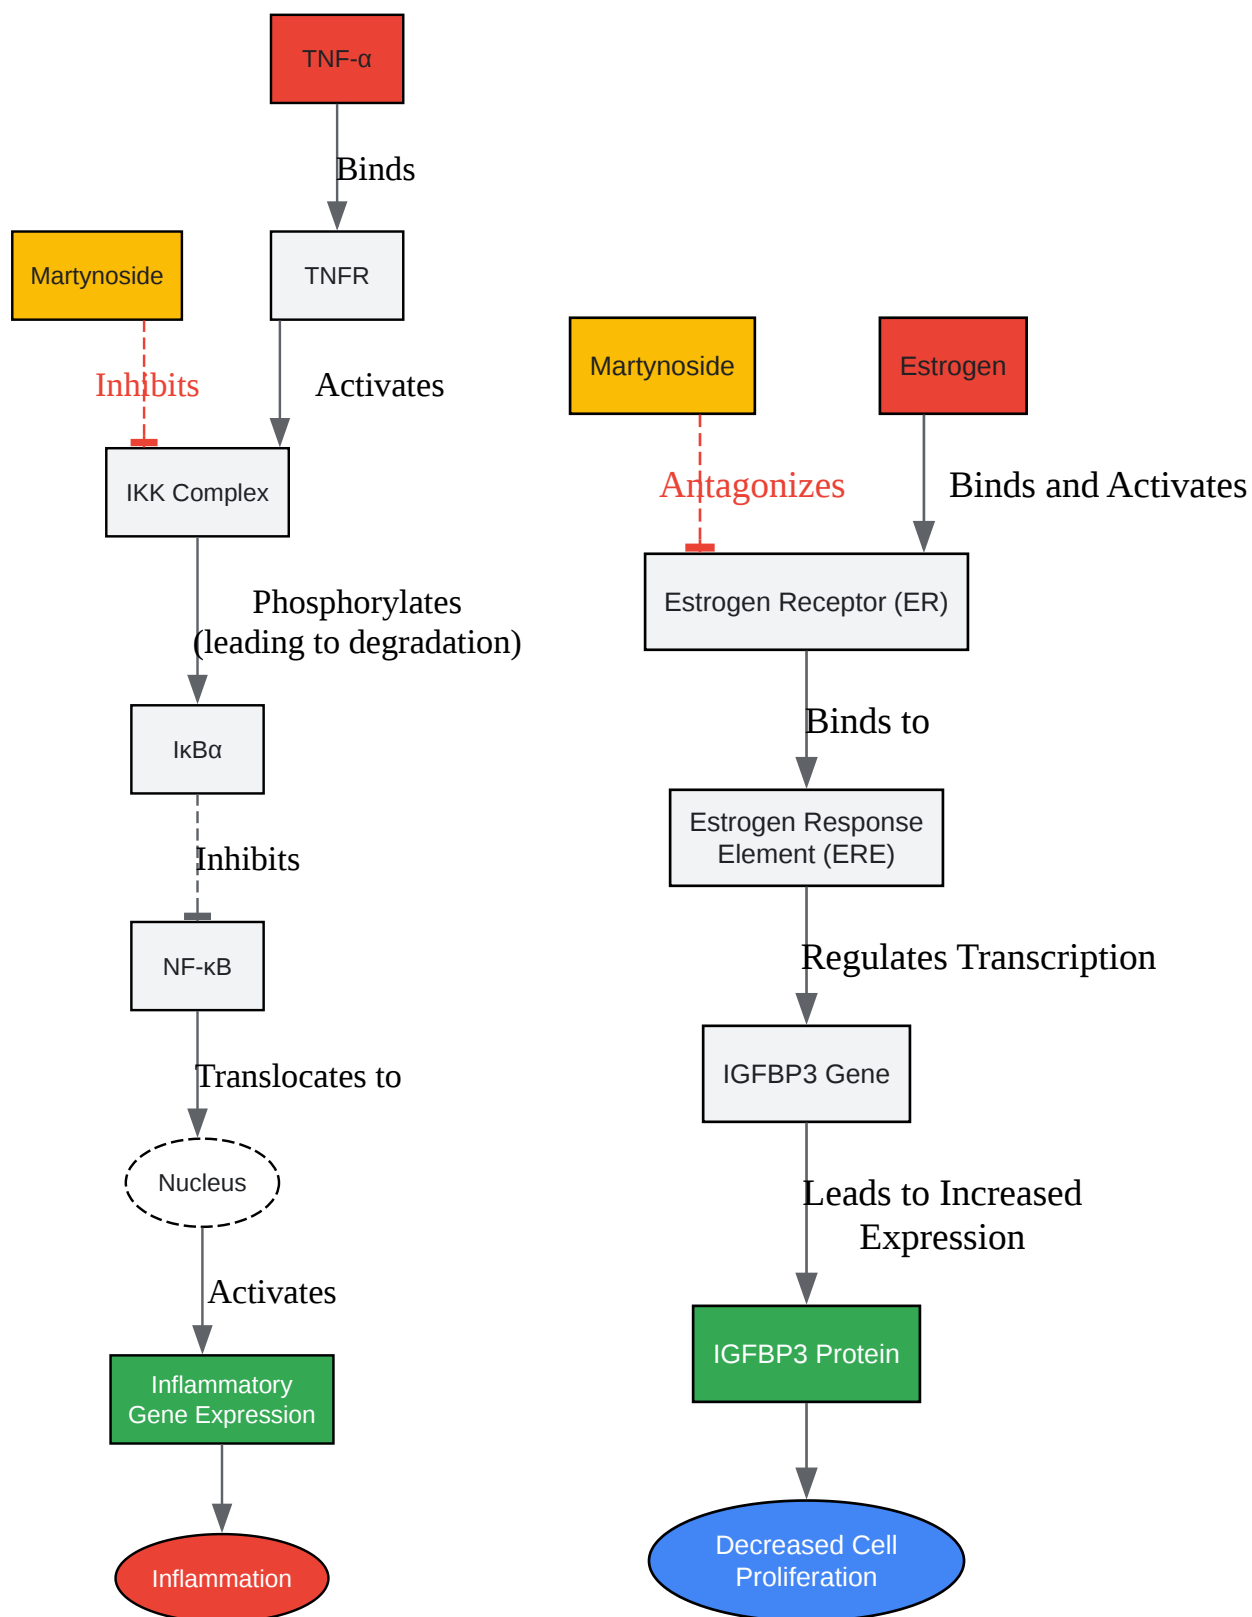 TNF-α
Binds
Martynoside
TNFR
Inhibits
Activates
IKK Complex
Phosphorylates
(leading to degradation)
IκBα
Inhibits
NF-κB
Translocates to
Nucleus
Activates
Inflammatory
Gene Expression
Inflammation
Martynoside
Estrogen
Antagonizes
Binds and Activates
Estrogen Receptor (ER)
Binds to
Estrogen Response
Element (ERE)
Regulates Transcription
IGFBP3 Gene
Leads to Increased
Expression
IGFBP3 Protein
Decreased Cell
Proliferation